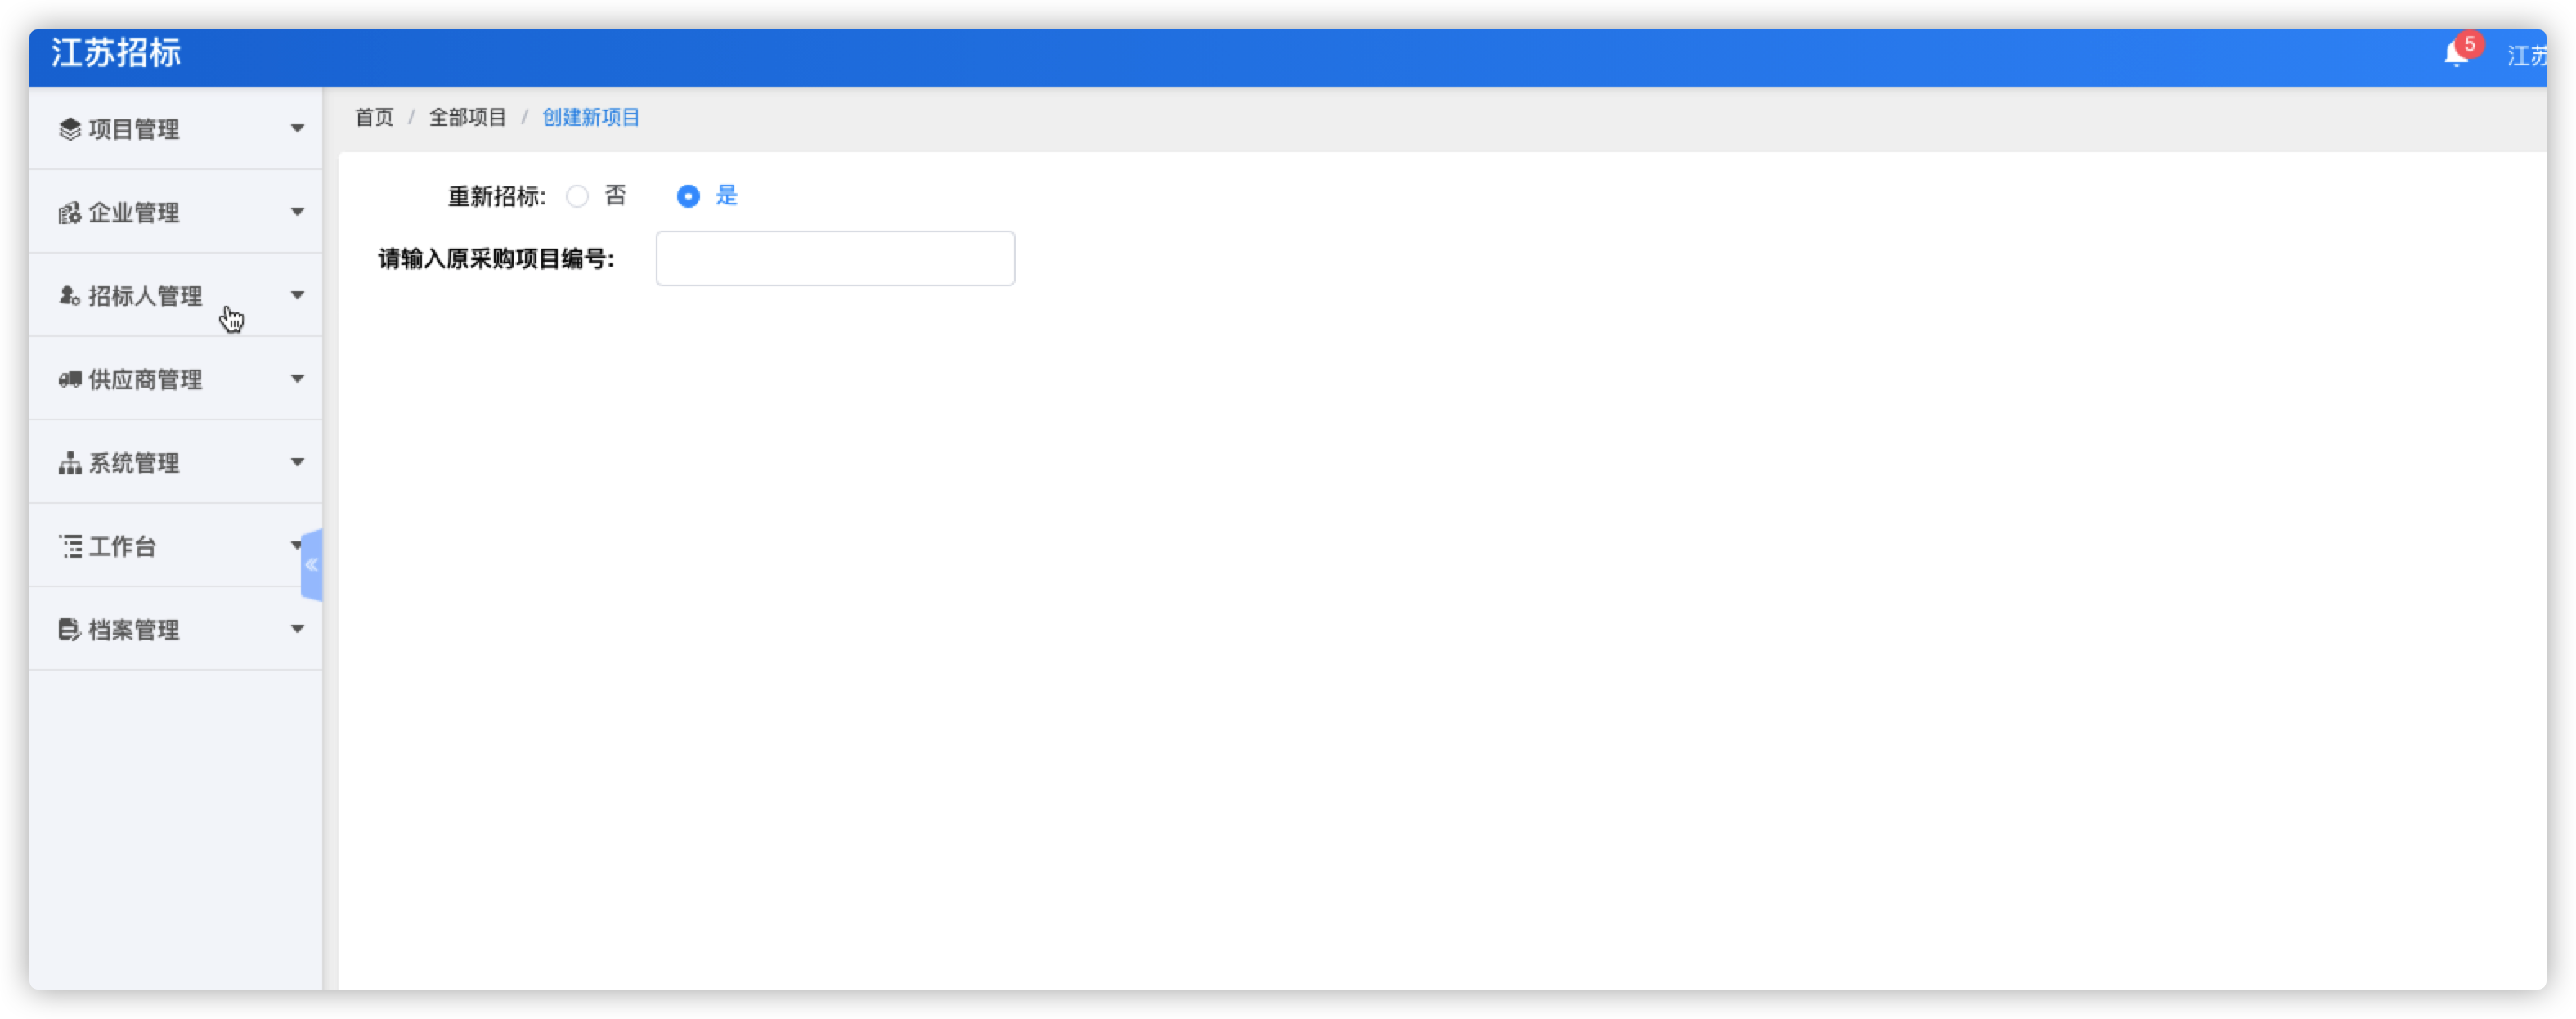 江苏招标
5
江苏
项目管理
企业管理
招标人管理
供应商管理
系统管理
工作台
档案管理
首页 / 全部项目 / 创建新项目
重新招标: 否 是
请输入原采购项目编号: